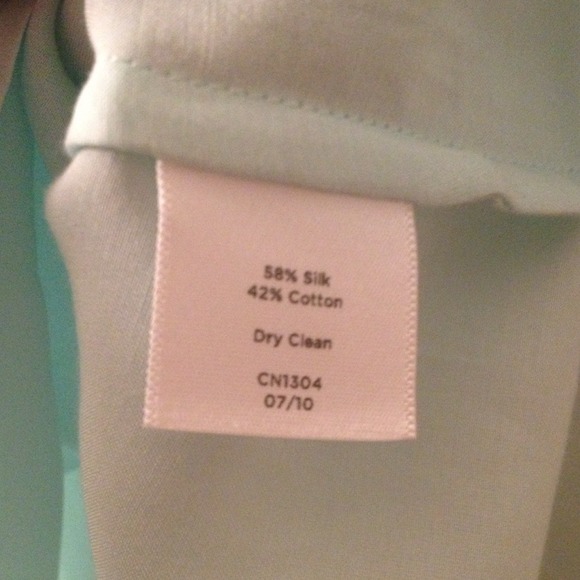 58% Silk
42% Cotton
Dry Clean
CN1304
07/10